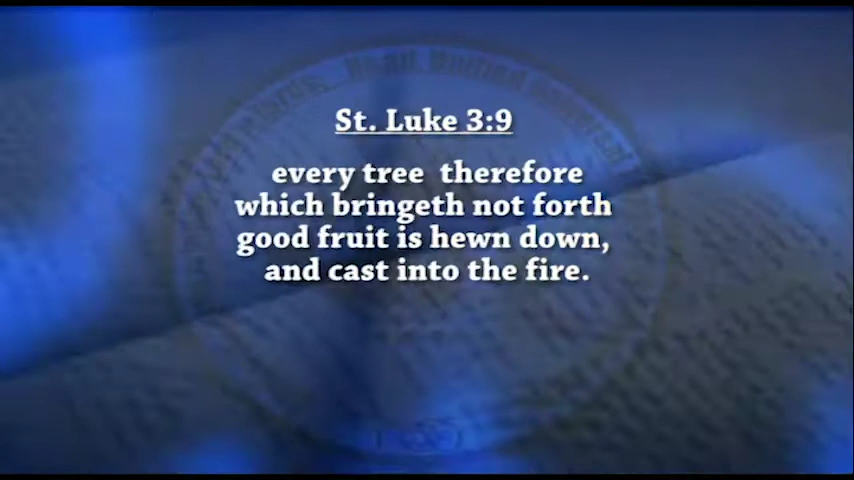 St. Luke 3:9
every tree therefore
which bringeth not forth
good fruit is hewn down,
and cast into the fire.